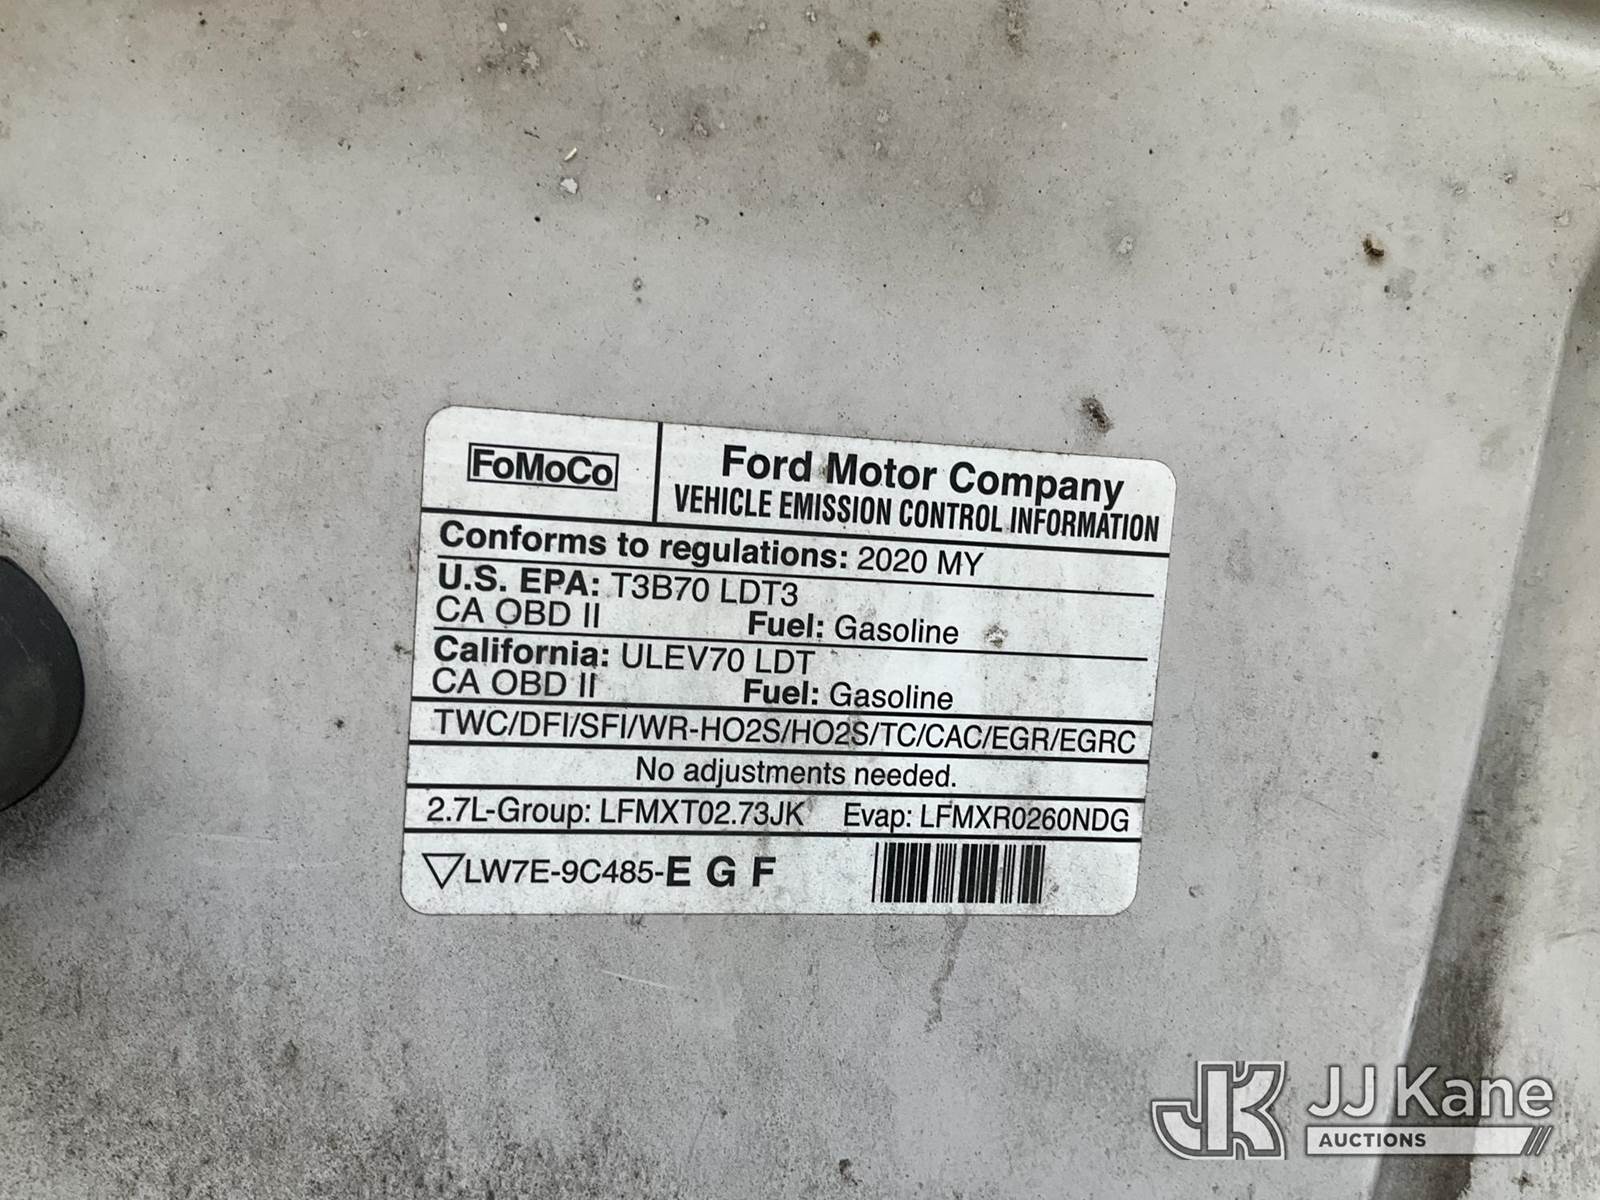 FoMoCo
Ford Motor Company
VEHICLE EMISSION CONTROL INFORMATION
Conforms to regulations: 2020 MY
U.S. EPA: T3B70 LDT3
CA OBD II Fuel: Gasoline
California: ULEV70 LDT
CA OBD II Fuel: Gasoline
TWC/DFI/SFI/WR-HO2S/HO2S/TC/CAC/EGR/EGRC
No adjustments needed.
2.7L-Group: LFMXT02.73JK Evap: LFMXR0260NDG
LW7E-9C485-E G F
JK JJ Kane
AUCTIONS